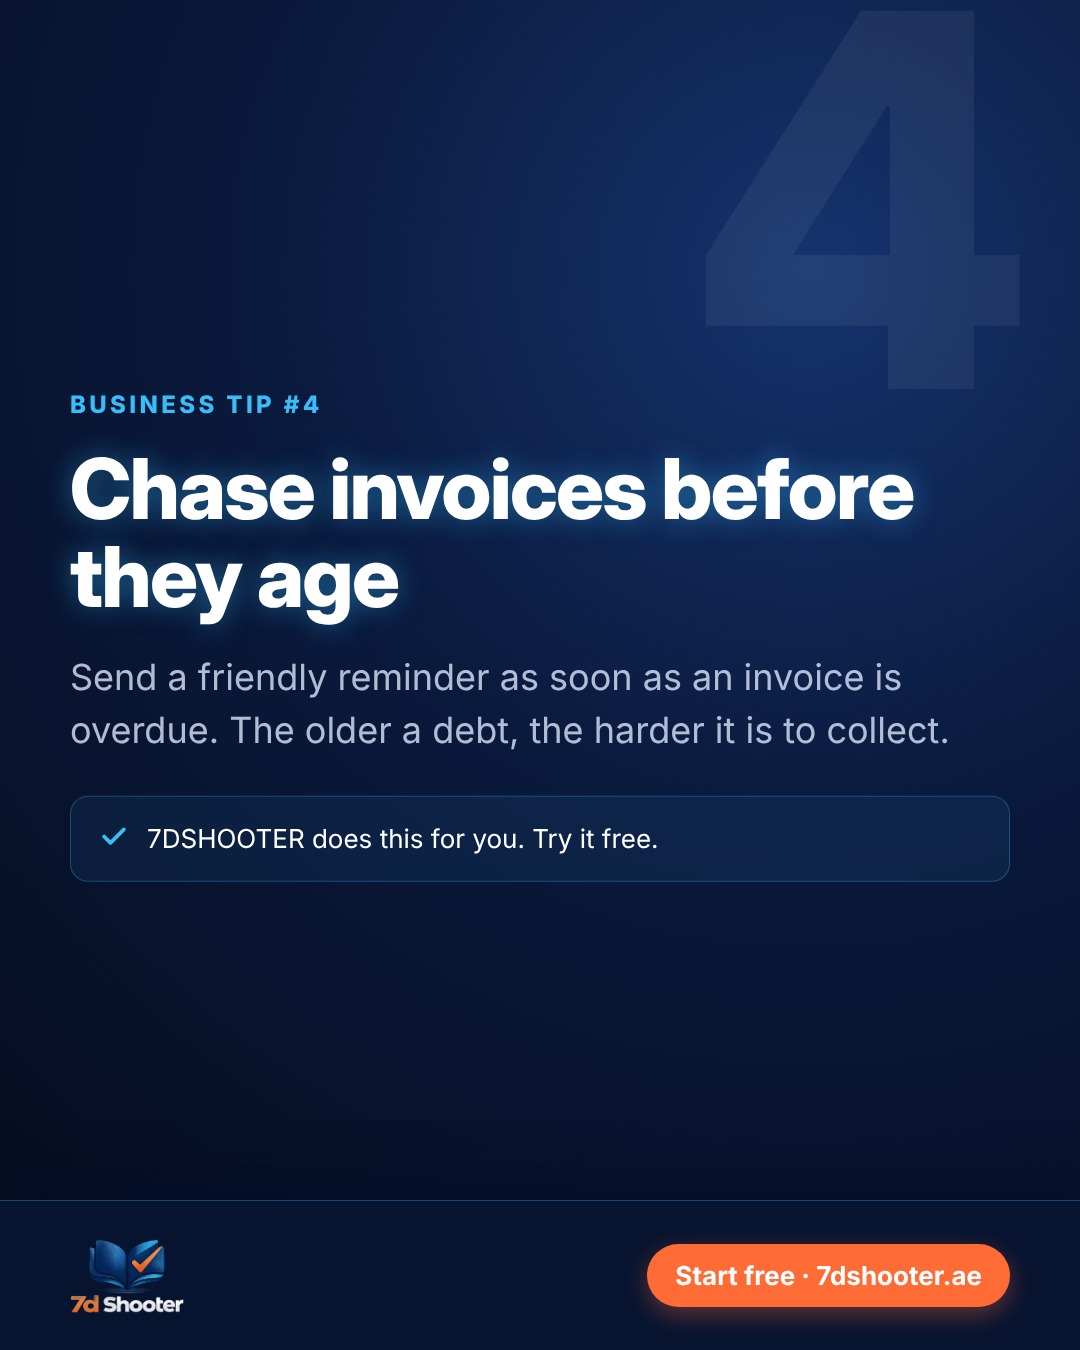 4
BUSINESS TIP #4
Chase invoices before
they age
Send a friendly reminder as soon as an invoice is
overdue. The older a debt, the harder it is to collect.
7DSHOOTER does this for you. Try it free.
7d Shooter
Start free · 7dshooter.ae